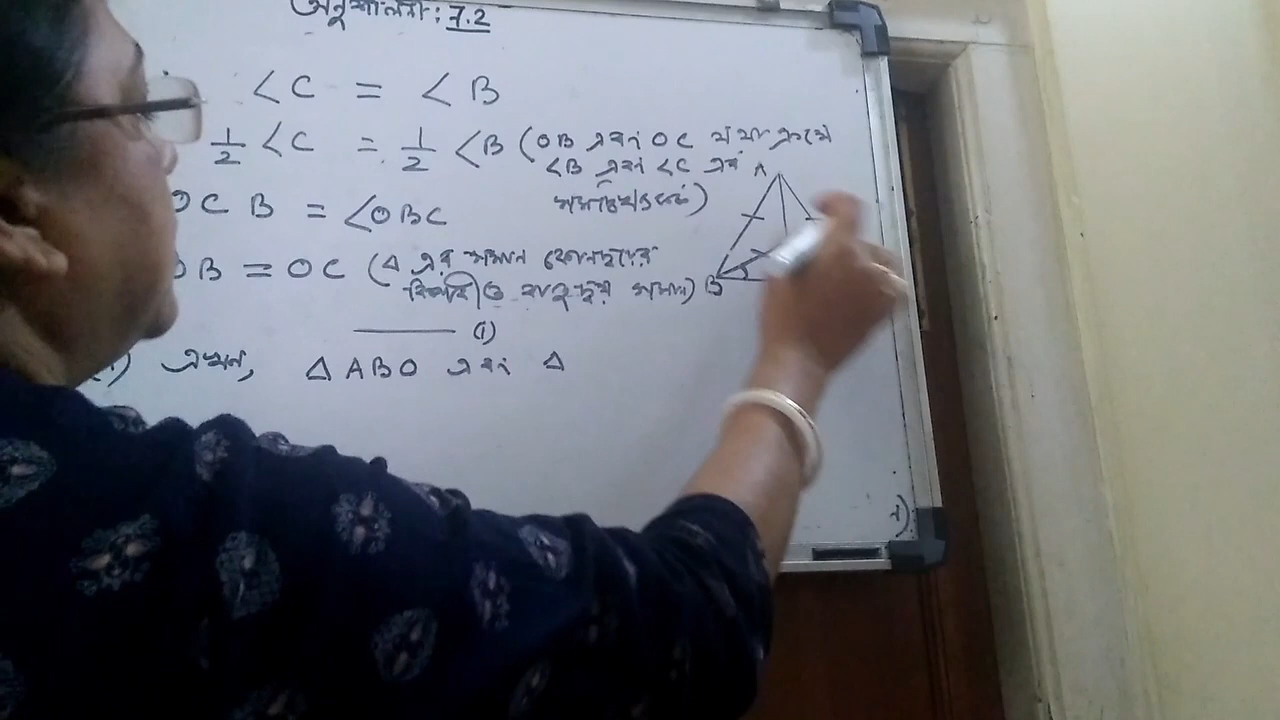 অনুশীলনী: 7.2
<C = <B
1/2 <C = 1/2 <B (OB এবং OC যথাক্রমে
<B এবং <C এর
সমদ্বিখণ্ডক)
OCB = <OBC
OB = OC (Δ এর সমান কোনদ্বয়ের
বিপরীত বাহুদ্বয় সমান)
(i)
এখন, Δ ABO এবং Δ
A
B